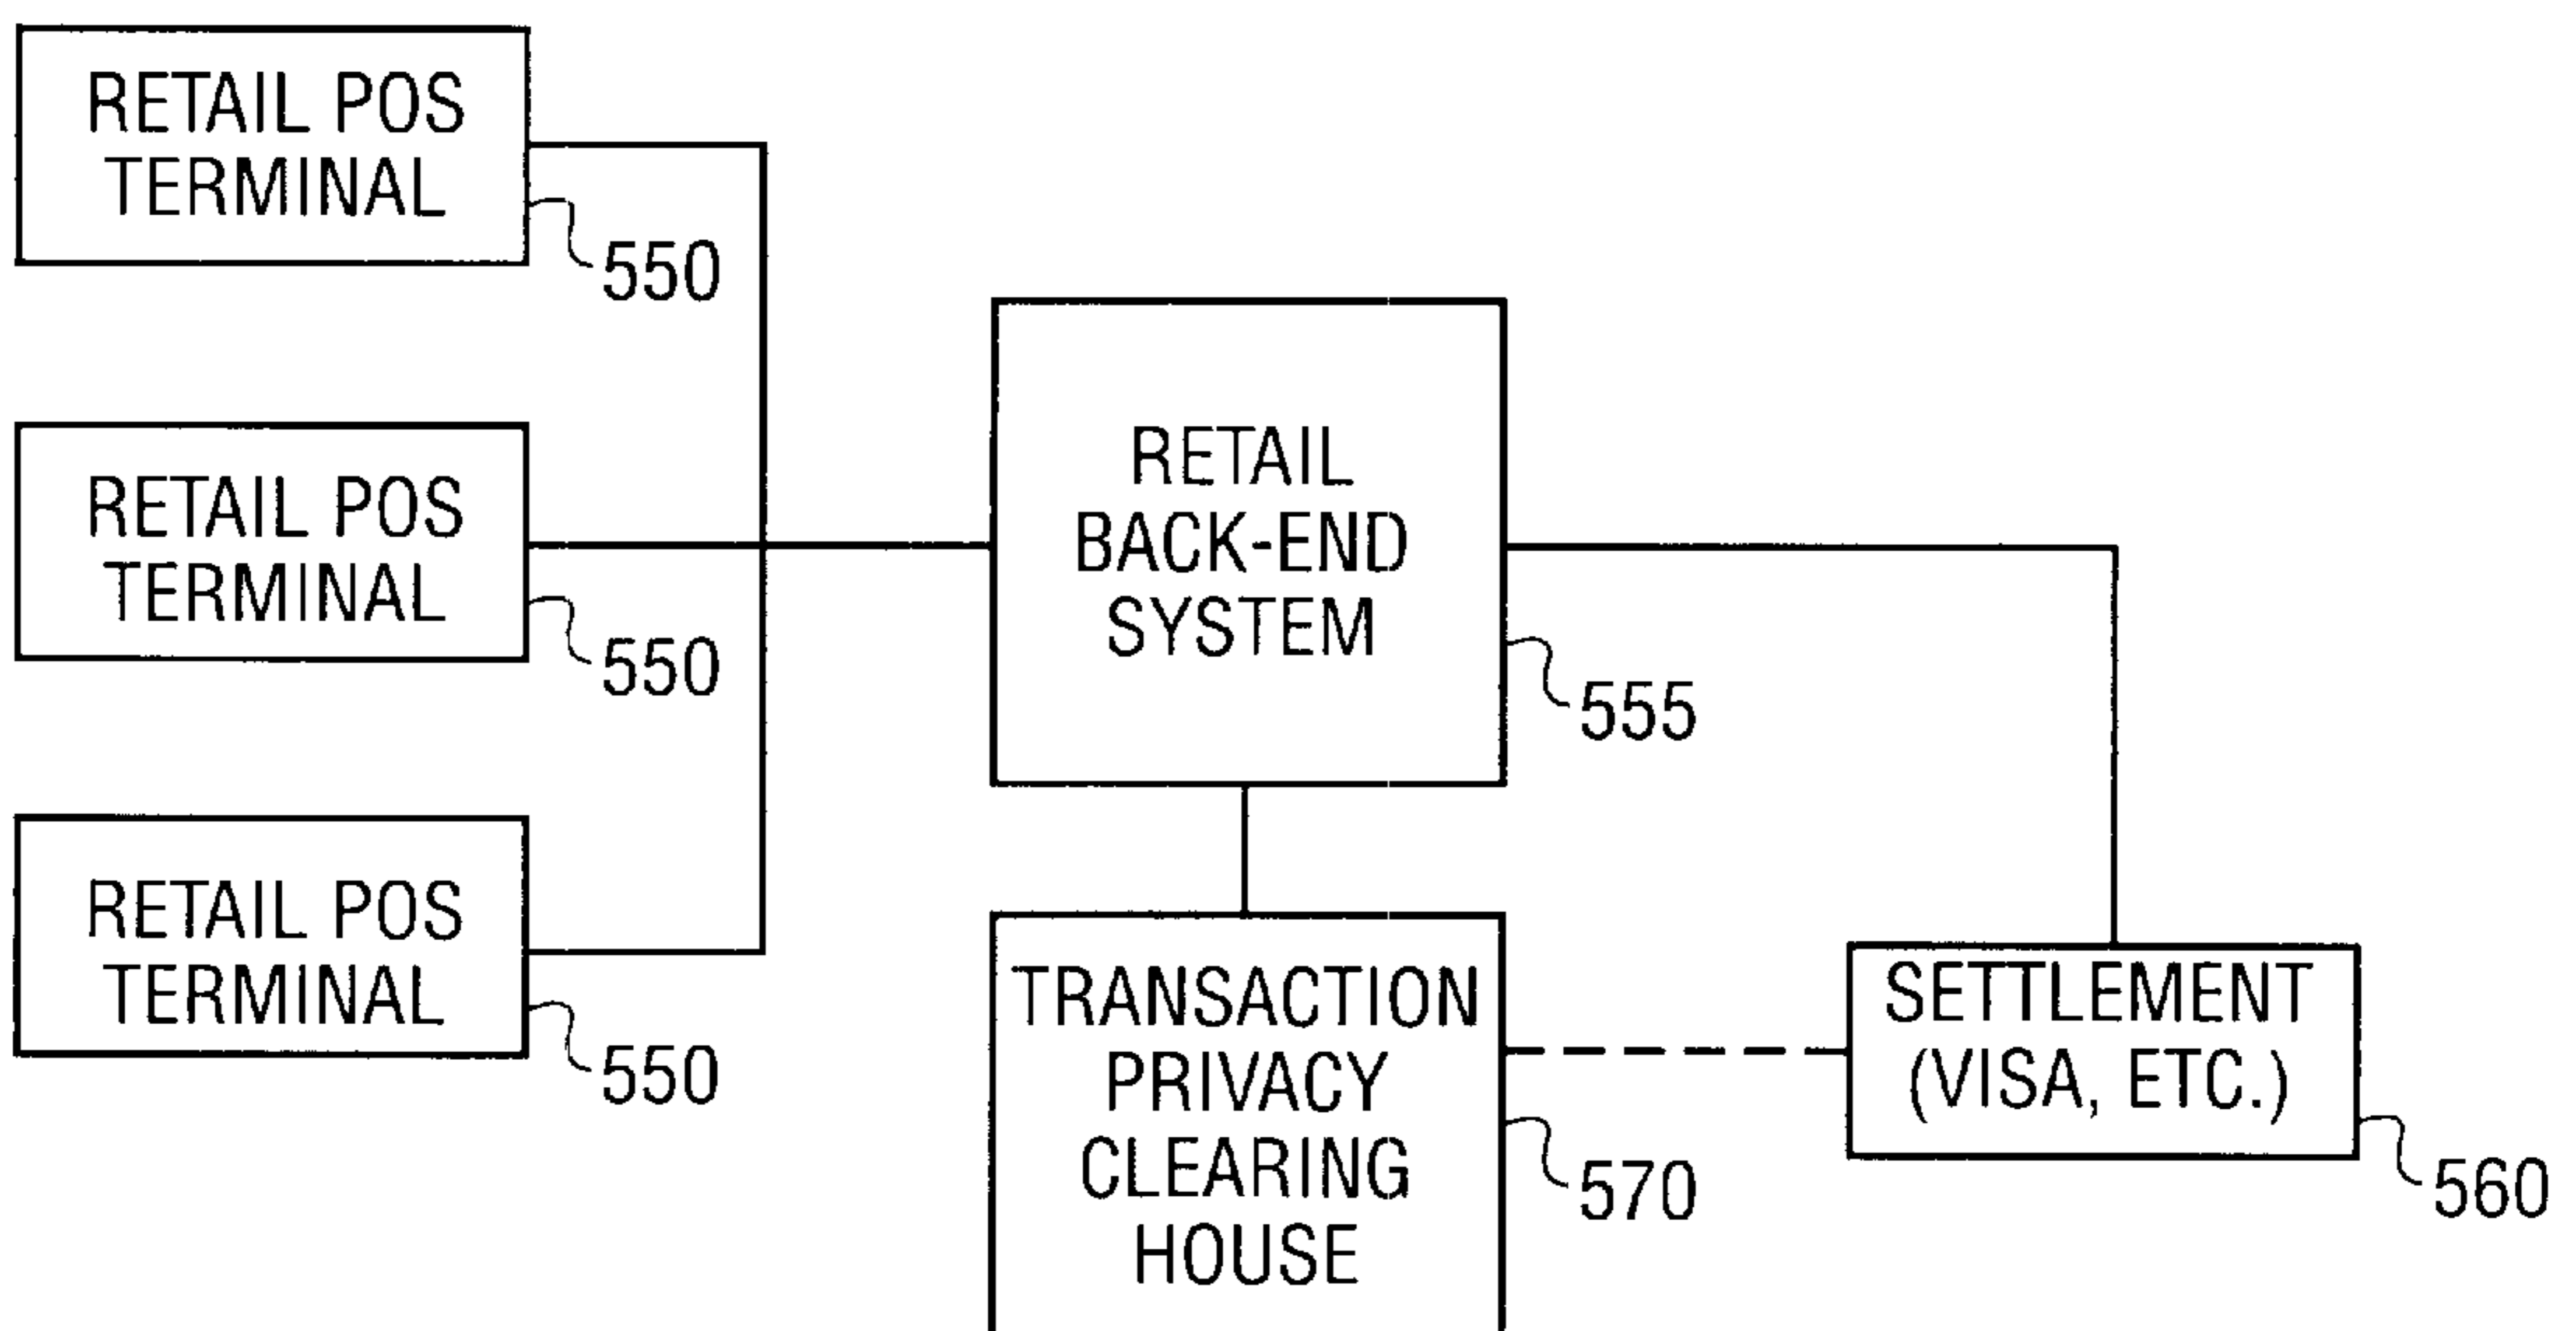 RETAIL POS
TERMINAL
550
RETAIL POS
TERMINAL
550
RETAIL POS
TERMINAL
550
RETAIL
BACK-END
SYSTEM
555
TRANSACTION
PRIVACY
CLEARING
HOUSE
570
SETTLEMENT
(VISA, ETC.)
560